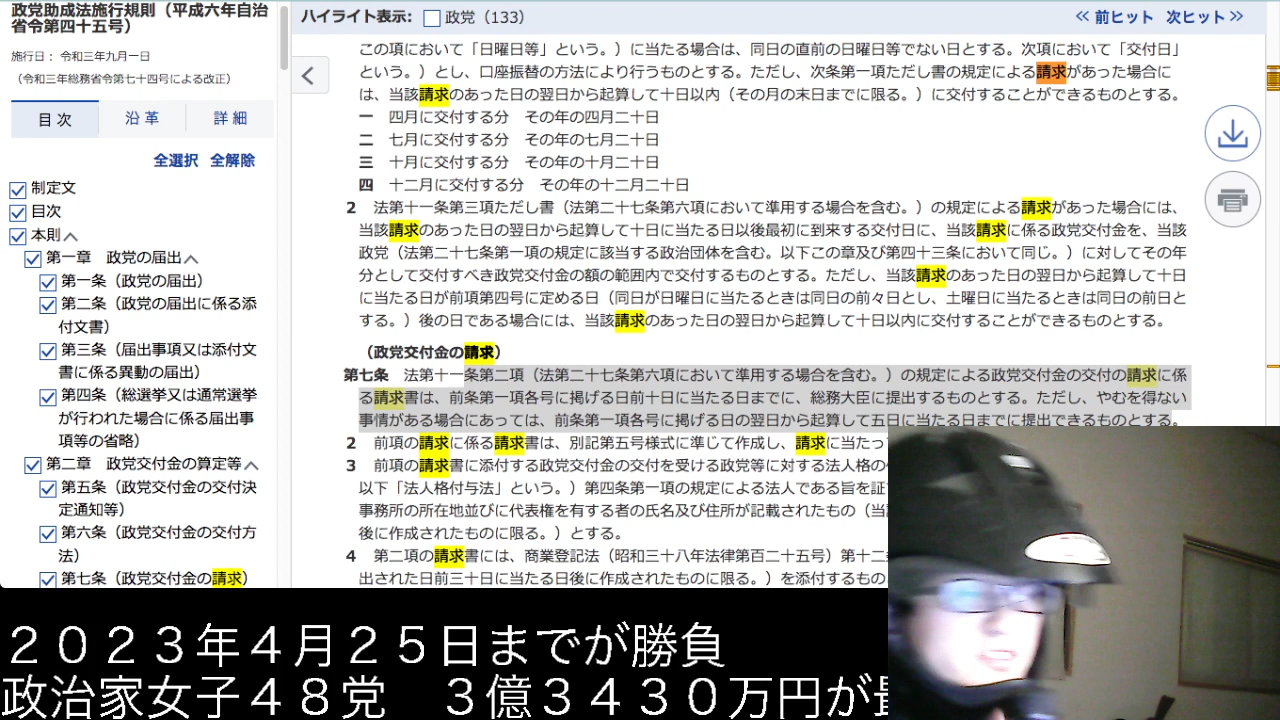 政党助成法施行規則（平成六年自治
省令第四十五号）
施行日： 令和三年九月一日
（令和三年総務省令第七十四号による改正）
目 次
沿 革
詳 細
全選択 全解除
制定文
目次
本則
第一章　政党の届出
第一条（政党の届出）
第二条（政党の届出に係る添
付文書）
第三条（届出事項又は添付文
書に係る異動の届出）
第四条（総選挙又は通常選挙
が行われた場合に係る届出事
項等の省略）
第二章　政党交付金の算定等
第五条（政党交付金の交付決
定通知等）
第六条（政党交付金の交付方
法）
第七条（政党交付金の請求）
ハイライト表示: 政党（133）
前ヒット 次ヒット
この項において「日曜日等」という。）に当たる場合は、同日の直前の日曜日等でない日とする。次項において「交付日」
という。）とし、口座振替の方法により行うものとする。ただし、次条第一項ただし書の規定による請求があった場合に
は、当該請求のあった日の翌日から起算して十日以内（その月の末日までに限る。）に交付することができるものとする。
一　四月に交付する分　その年の四月二十日
二　七月に交付する分　その年の七月二十日
三　十月に交付する分　その年の十月二十日
四　十二月に交付する分　その年の十二月二十日
２　法第十一条第三項ただし書（法第二十七条第六項において準用する場合を含む。）の規定による請求があった場合には、
当該請求のあった日の翌日から起算して十日に当たる日以後最初に到来する交付日に、当該請求に係る政党交付金を、当該
政党（法第二十七条第一項の規定に該当する政治団体を含む。以下この章及び第四十三条において同じ。）に対してその年
分として交付すべき政党交付金の額の範囲内で交付するものとする。ただし、当該請求のあった日の翌日から起算して十日
に当たる日が前項第四号に定める日（同日が日曜日に当たるときは同日の前々日とし、土曜日に当たるときは同日の前日と
する。）後の日である場合には、当該請求のあった日の翌日から起算して十日以内に交付することができるものとする。
（政党交付金の請求）
第七条　法第十一条第二項（法第二十七条第六項において準用する場合を含む。）の規定による政党交付金の交付の請求に係
る請求書は、前条第一項各号に掲げる日前十日に当たる日までに、総務大臣に提出するものとする。ただし、やむを得ない
事情がある場合にあっては、前条第一項各号に掲げる日の翌日から起算して五日に当たる日までに提出できるものとする。
２　前項の請求に係る請求書は、別記第五号様式に準じて作成し、請求に当たっ
３　前項の請求書に添付する政党交付金の交付を受ける政党等に対する法人格の
以下「法人格付与法」という。）第四条第一項の規定による法人である旨を証
事務所の所在地並びに代表権を有する者の氏名及び住所が記載されたもの（当
後に作成されたものに限る。）とする。
４　第二項の請求書には、商業登記法（昭和三十八年法律第百二十五号）第十二
出された日前三十日に当たる日後に作成されたものに限る。）を添付するもの
２０２３年４月２５日までが勝負
政治家女子４８党　３億３４３０万円が